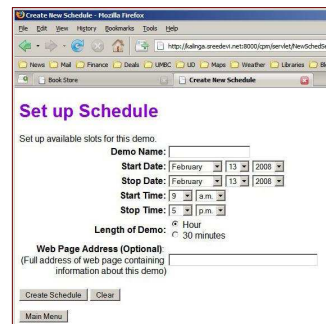 Create New Schedule - Mozilla Firefox
File Edit View History Bookmarks Tools Help
http://kalinga.sreedevi.net:8000/cpm/servlet/NewSchedSe
News Mail Finance Deals UMBC UD Maps Weather Libraries Bl
Book Store Create New Schedule
Set up Schedule
Set up available slots for this demo.
Demo Name:
Start Date: February 13 2008
Stop Date: February 13 2008
Start Time: 9 a.m.
Stop Time: 5 p.m.
Length of Demo: Hour
30 minutes
Web Page Address (Optional):
(Full address of web page containing
information about this demo)
Create Schedule Clear
Main Menu